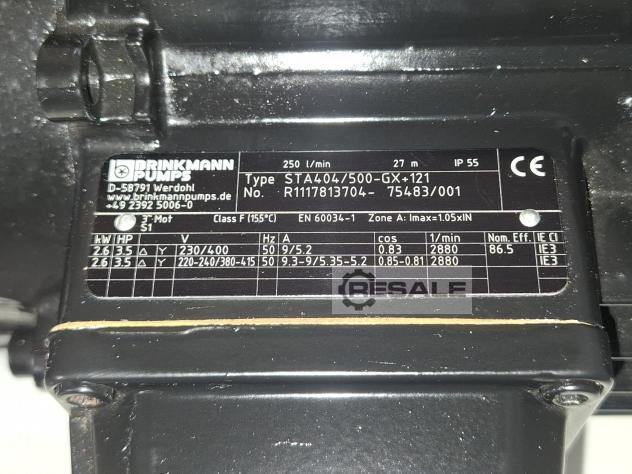 BRINKMANN PUMPS
D-58791 Werdohl
www.brinkmannpumps.de
+49 2392 5006-0
250 l/min 27 m IP 55
Type STA404/500-GX+121
No. R1117813704- 75483/001
CE
3~Mot Class F (155°C) EN 60034-1 Zone A: Imax=1.05xIN
S1
kW HP V Hz A cos 1/min Nom. Eff. IE Cl
2.6 3.5 △ Y 230/400 50 9/5.2 0.83 2880 86.5 IE3
2.6 3.5 △ Y 220-240/380-415 50 9.3-9/5.35-5.2 0.85-0.81 2880 IE3
RESALE